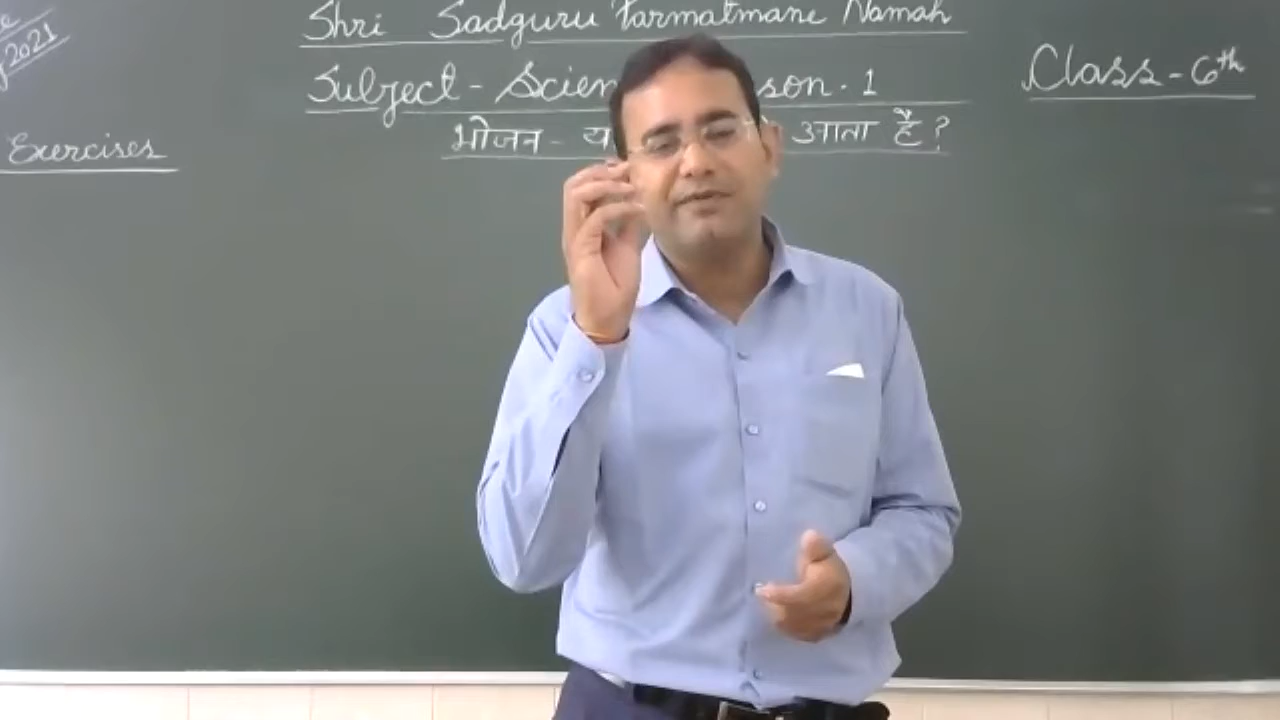 Shri Sadguru Parmatmane Namah
2021
Subject - Scien son. 1
Class - 6th
भोजन - य आता है?
Exercises